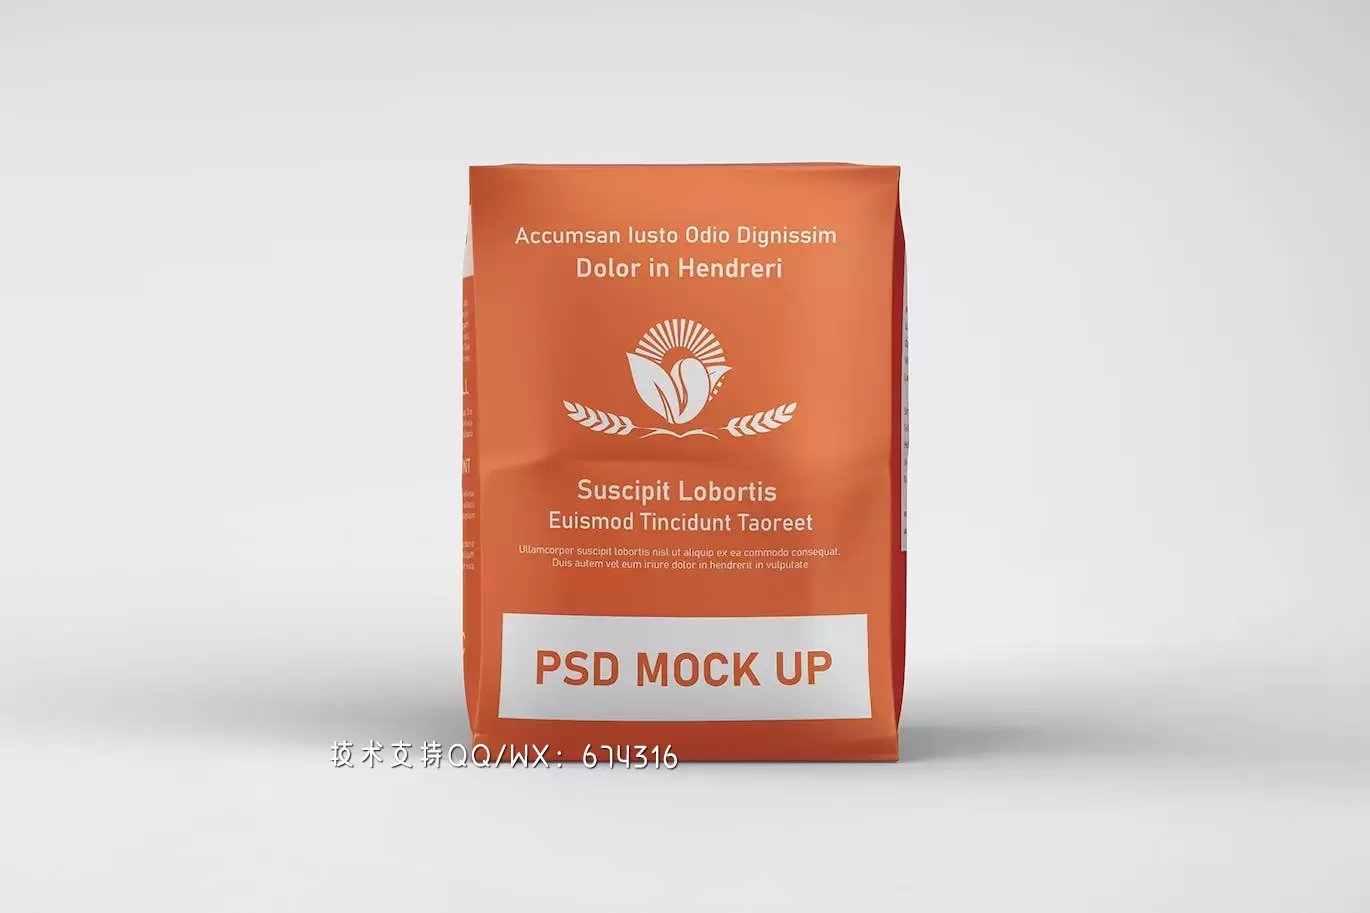 Accumsan Iusto Odio Dignissim
Dolor in Hendreri
Suscipit Lobortis
Euismod Tincidunt Taoreet
Ullamcorper suscipit lobortis nisl ut aliquip ex ea commodo consequat.
Duis autem vel eum iriure dolor in hendrerit in vulputate
PSD MOCK UP
技术支持QQ/WX：674316